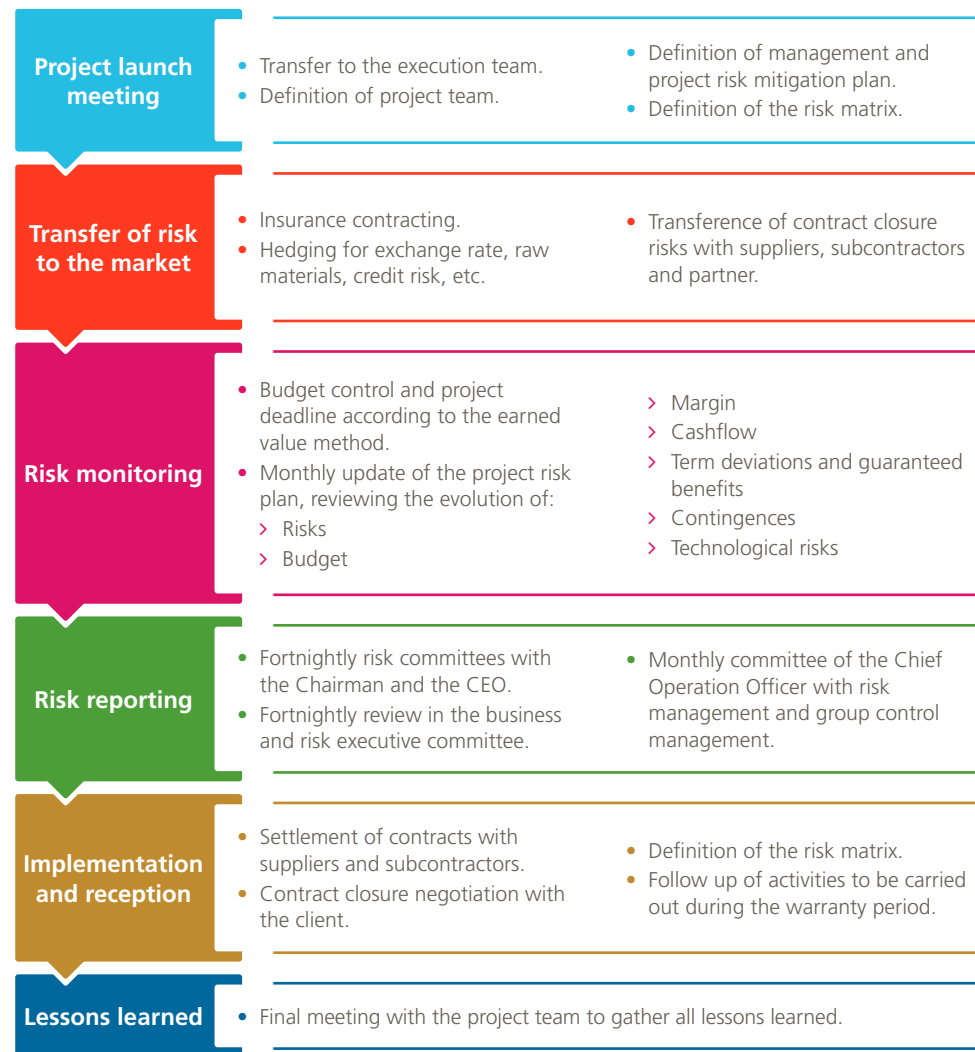 Project launch
meeting
• Transfer to the execution team.
• Definition of project team.
• Definition of management and
project risk mitigation plan.
• Definition of the risk matrix.
Transfer of risk
to the market
• Insurance contracting.
• Hedging for exchange rate, raw
materials, credit risk, etc.
• Transference of contract closure
risks with suppliers, subcontractors
and partner.
Risk monitoring
• Budget control and project
deadline according to the earned
value method.
• Monthly update of the project risk
plan, reviewing the evolution of:
> Risks
> Budget
> Margin
> Cashflow
> Term deviations and guaranteed
benefits
> Contingences
> Technological risks
Risk reporting
• Fortnightly risk committees with
the Chairman and the CEO.
• Fortnightly review in the business
and risk executive committee.
• Monthly committee of the Chief
Operation Officer with risk
management and group control
management.
Implementation
and reception
• Settlement of contracts with
suppliers and subcontractors.
• Contract closure negotiation with
the client.
• Definition of the risk matrix.
• Follow up of activities to be carried
out during the warranty period.
Lessons learned
• Final meeting with the project team to gather all lessons learned.